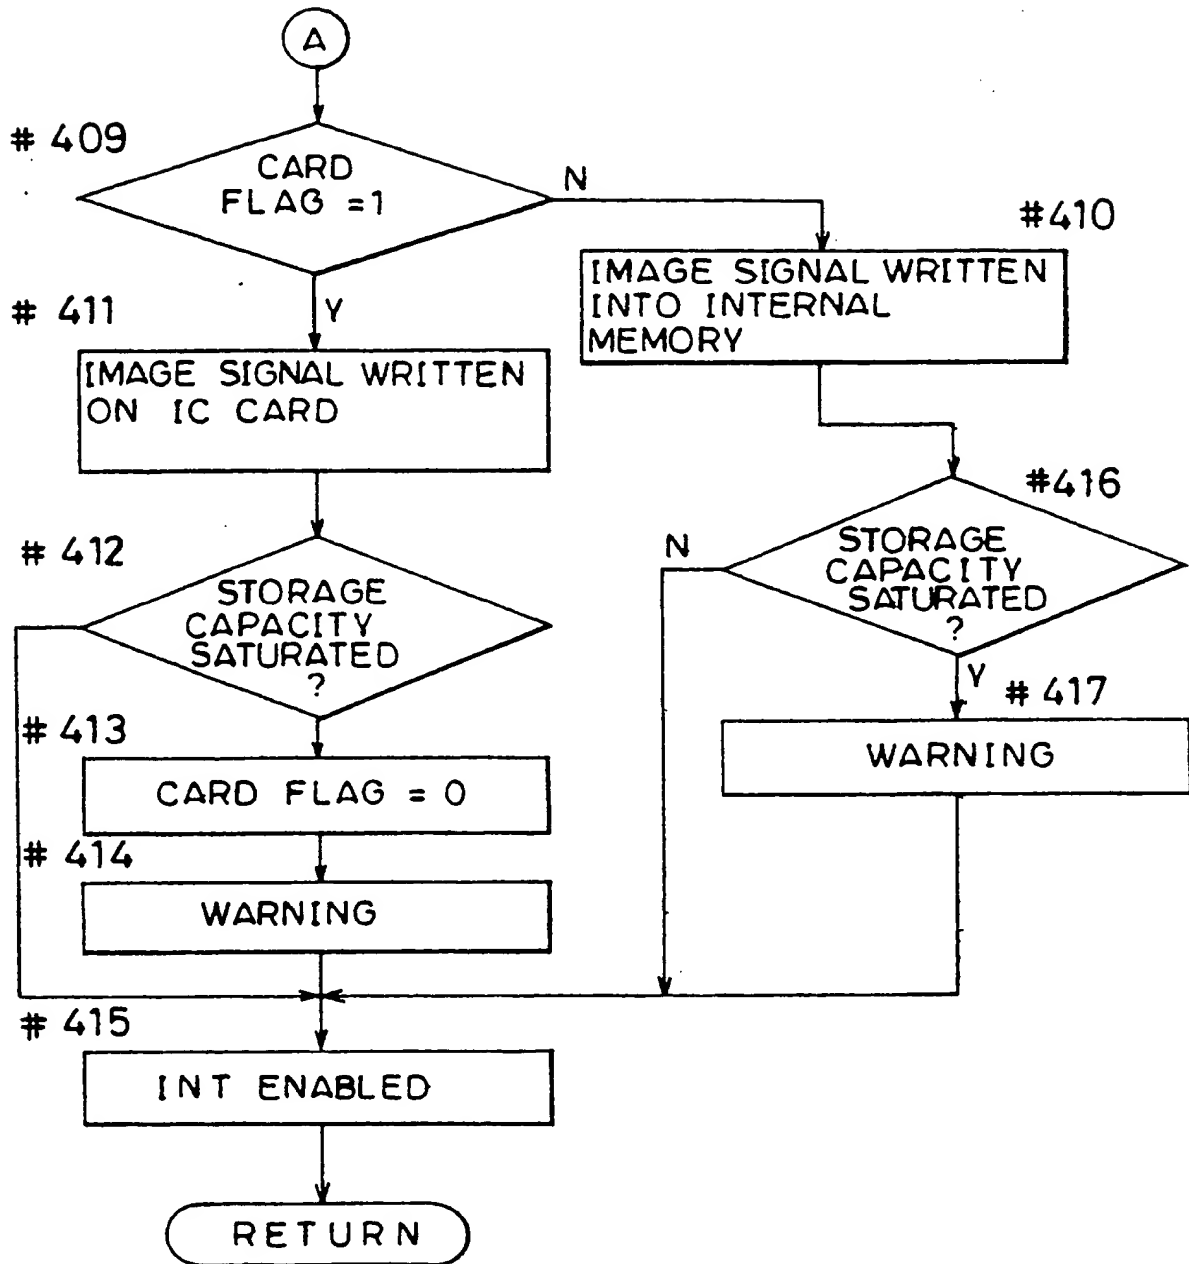 A
# 409
CARD
FLAG = 1
N
#410
IMAGE SIGNAL WRITTEN
INTO INTERNAL
MEMORY
# 411
Y
IMAGE SIGNAL WRITTEN
ON IC CARD
#416
STORAGE
CAPACITY
SATURATED
?
N
Y
# 412
STORAGE
CAPACITY
SATURATED
?
# 417
WARNING
# 413
CARD FLAG = 0
# 414
WARNING
# 415
INT ENABLED
RETURN